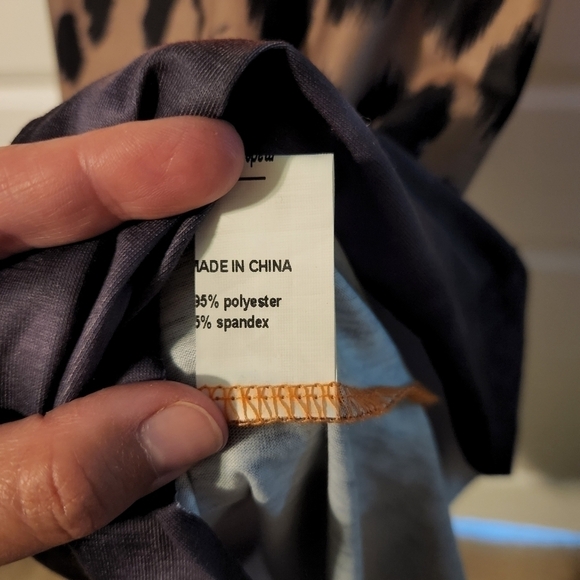 MADE IN CHINA
95% polyester
5% spandex